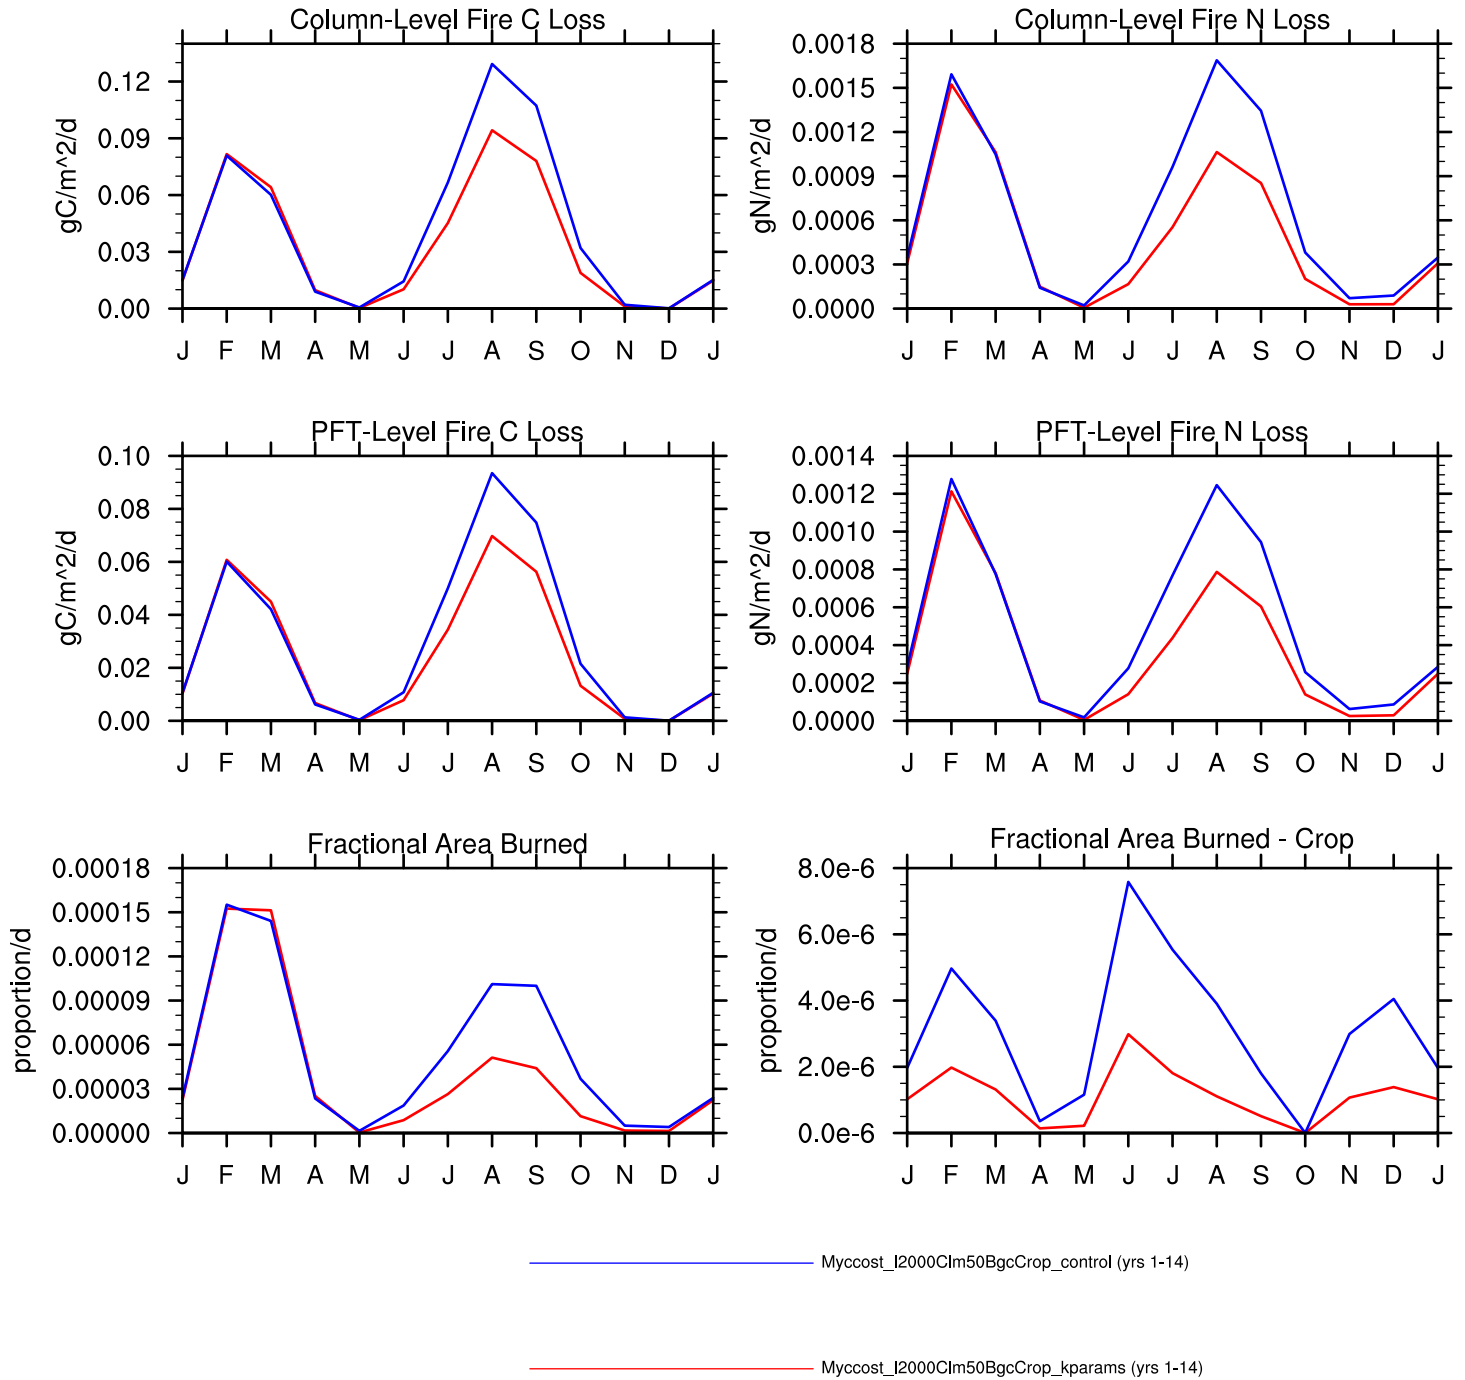 Column-Level Fire C Loss
gC/m^2/d
0.12
0.09
0.06
0.03
0.00
J F M A M J J A S O N D J
Column-Level Fire N Loss
gN/m^2/d
0.0018
0.0015
0.0012
0.0009
0.0006
0.0003
0.0000
J F M A M J J A S O N D J
PFT-Level Fire C Loss
gC/m^2/d
0.10
0.08
0.06
0.04
0.02
0.00
J F M A M J J A S O N D J
PFT-Level Fire N Loss
gN/m^2/d
0.0014
0.0012
0.0010
0.0008
0.0006
0.0004
0.0002
0.0000
J F M A M J J A S O N D J
Fractional Area Burned
proportion/d
0.00018
0.00015
0.00012
0.00009
0.00006
0.00003
0.00000
J F M A M J J A S O N D J
Fractional Area Burned - Crop
proportion/d
8.0e-6
6.0e-6
4.0e-6
2.0e-6
0.0e-6
J F M A M J J A S O N D J
Myccost_I2000Clm50BgcCrop_control (yrs 1-14)
Myccost_I2000Clm50BgcCrop_kparams (yrs 1-14)